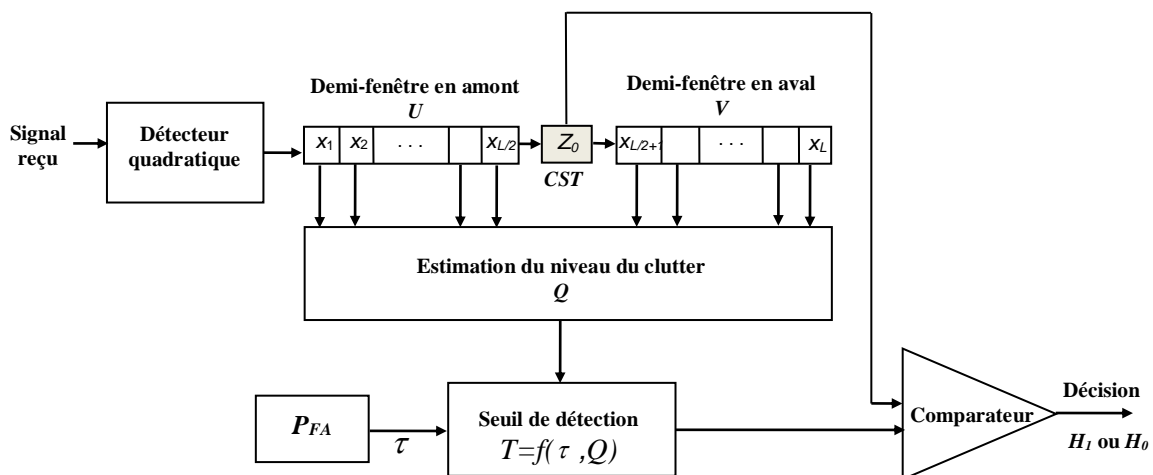 Signal
reçu
Détecteur
quadratique
Demi-fenêtre en amont
U
x1 x2 . . . xL/2
Z0
CST
Demi-fenêtre en aval
V
xL/2+1 . . . xL
Estimation du niveau du clutter
Q
PFA
τ
Seuil de détection
T=f(τ ,Q)
Comparateur
Décision
H1 ou H0